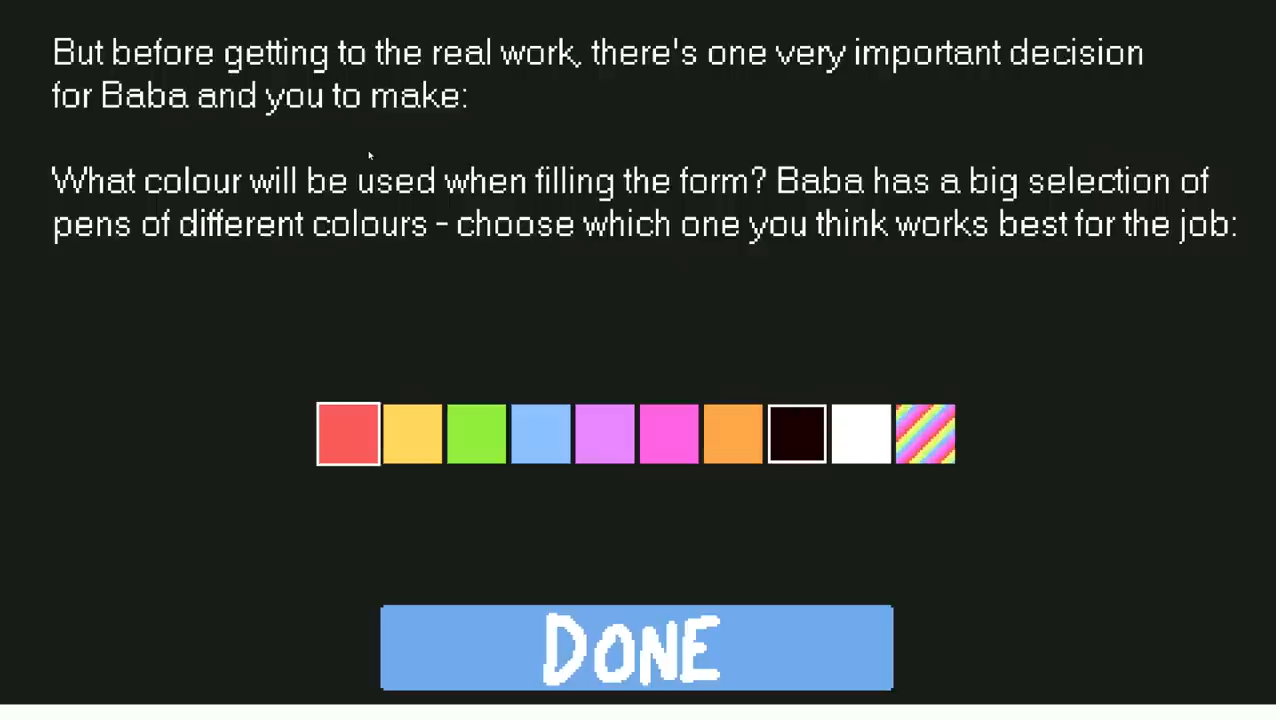 But before getting to the real work, there's one very important decision
for Baba and you to make:
What colour will be used when filling the form? Baba has a big selection of
pens of different colours - choose which one you think works best for the job:
DONE